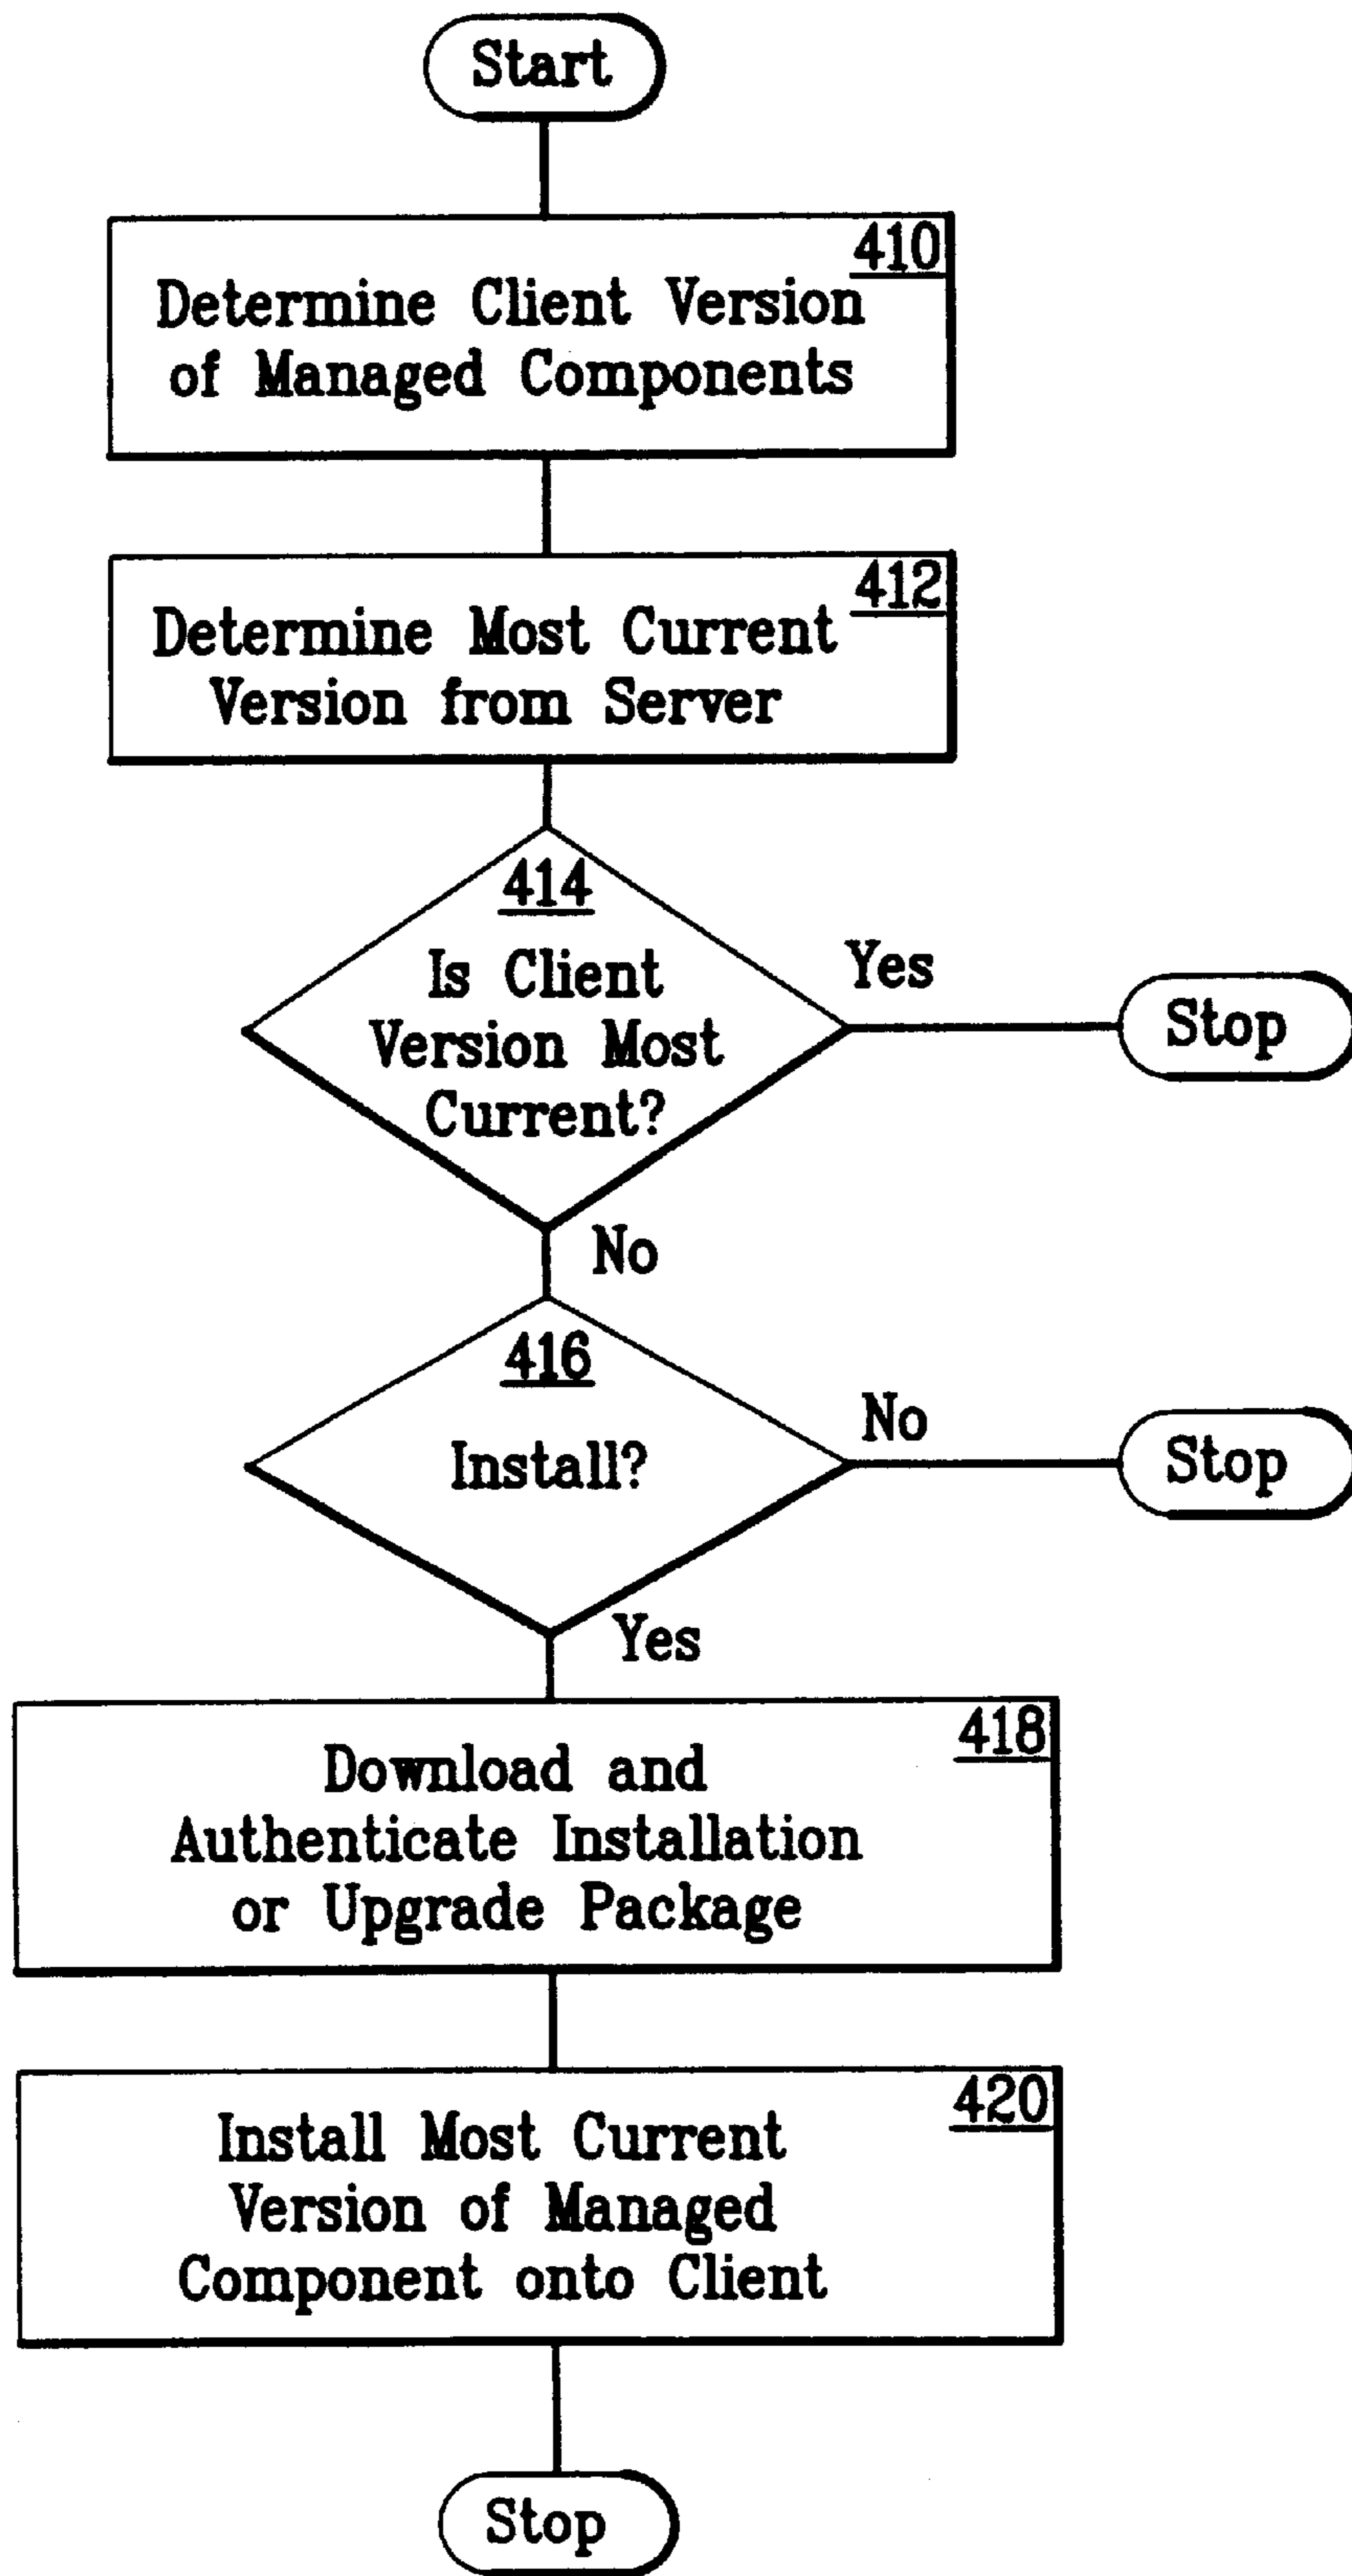 Start
410
Determine Client Version
of Managed Components
412
Determine Most Current
Version from Server
414
Is Client
Version Most
Current?
Yes
Stop
No
416
Install?
No
Stop
Yes
418
Download and
Authenticate Installation
or Upgrade Package
420
Install Most Current
Version of Managed
Component onto Client
Stop